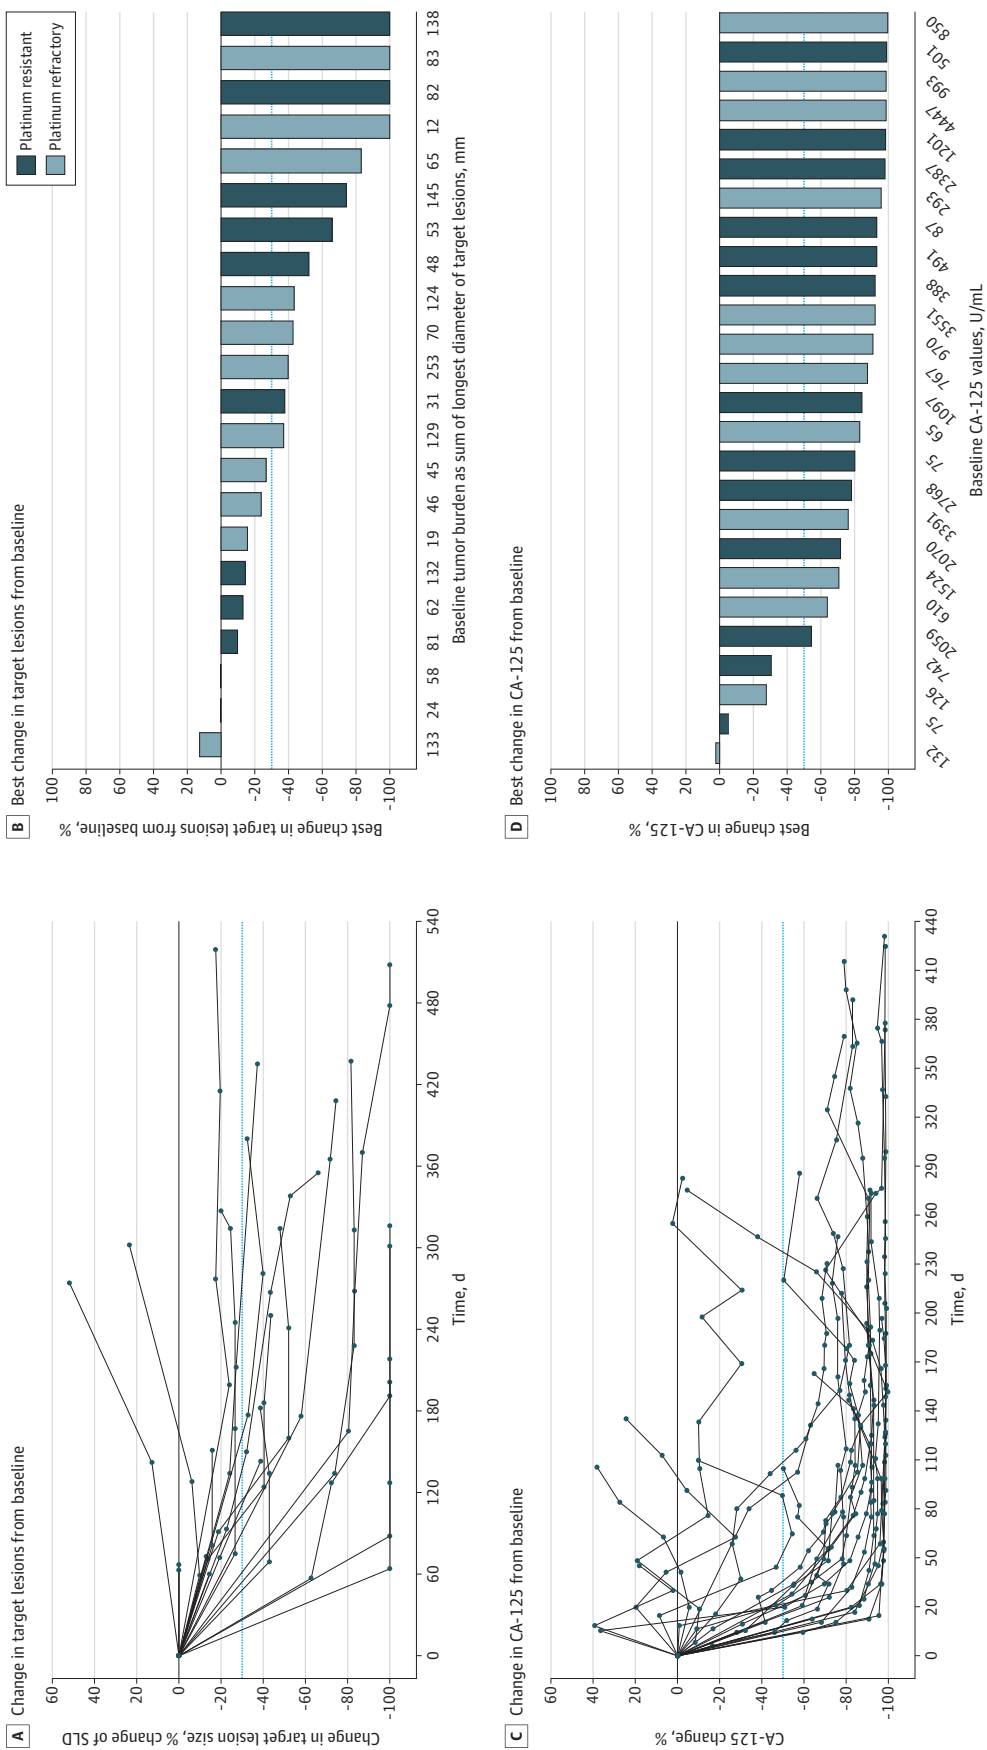 A Change in target lesions from baseline
Change in target lesion size, % change of SLD
60
40
20
0
-20
-40
-60
-80
-100
0 60 120 180 240 300 360 420 480 540
Time, d
B Best change in target lesions from baseline
Platinum resistant
Platinum refractory
Best change in target lesions from baseline, %
100
80
60
40
20
0
-20
-40
-60
-80
-100
133 24 58 81 62 132 19 46 45 129 31 253 70 124 48 53 145 65 12 82 83 138
Baseline tumor burden as sum of longest diameter of target lesions, mm
C Change in CA-125 from baseline
CA-125 change, %
60
40
20
0
-20
-40
-60
-80
-100
0 20 50 80 110 140 170 200 230 260 290 320 350 380 410 440
Time, d
D Best change in CA-125 from baseline
Best change in CA-125, %
100
80
60
40
20
0
-20
-40
-60
-80
-100
132 75 126 742 2059 610 1524 2070 3391 2768 75 65 1097 767 970 3551 388 491 87 293 2387 1201 4447 993 501 850
Baseline CA-125 values, U/mL